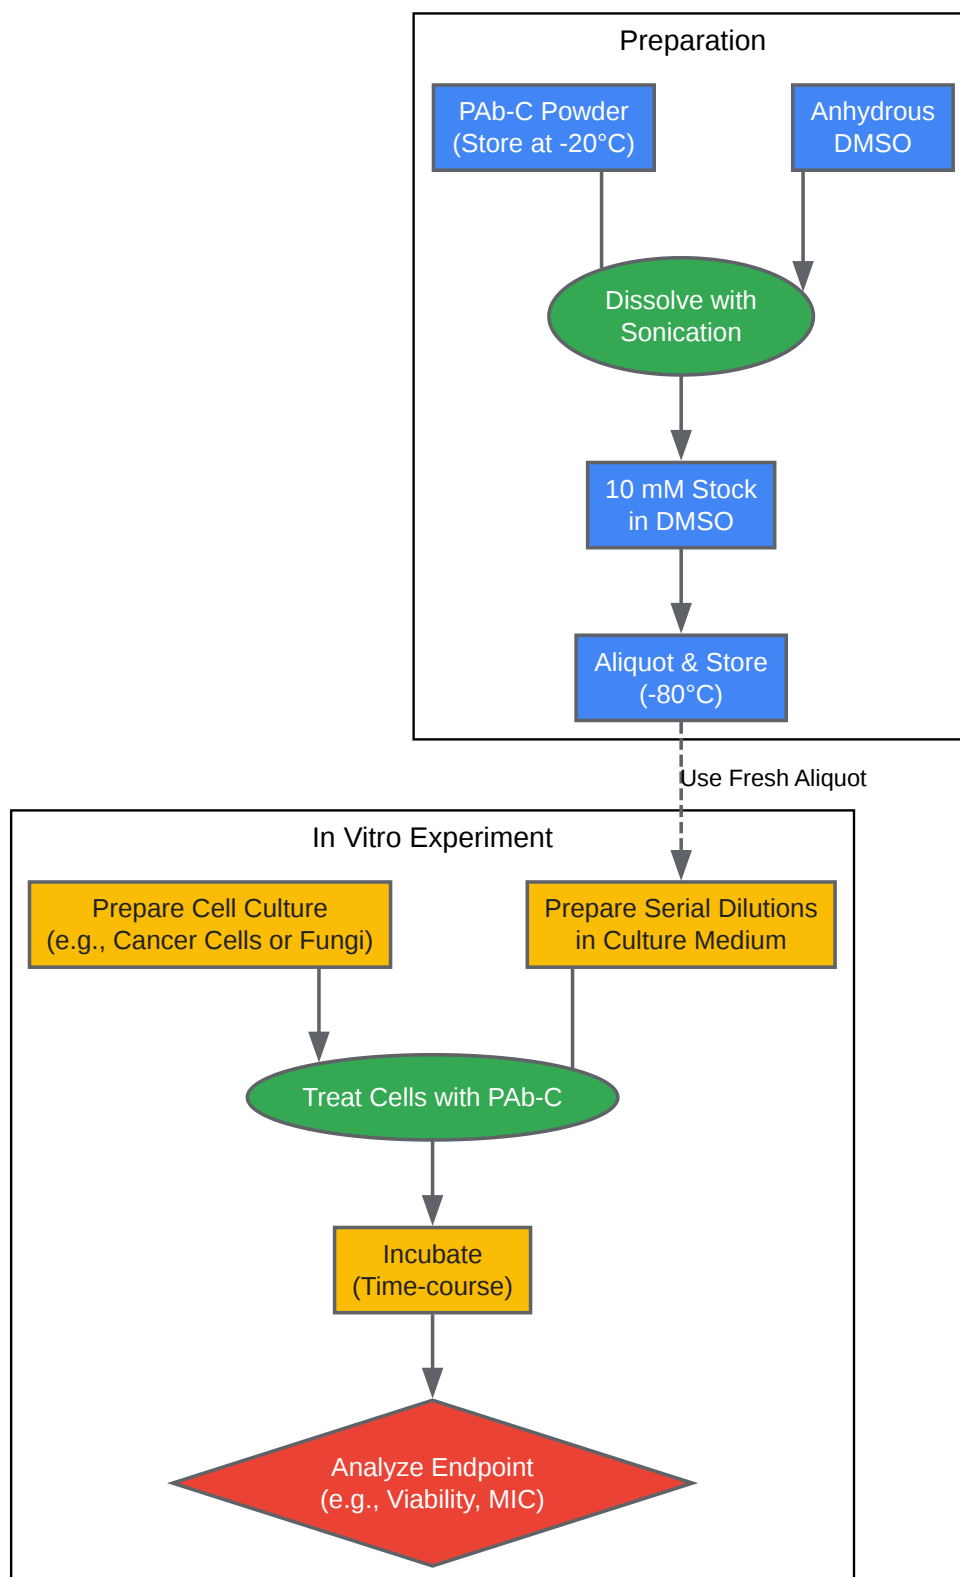 Preparation
PAb-C Powder
(Store at -20°C)
Anhydrous
DMSO
Dissolve with
Sonication
10 mM Stock
in DMSO
Aliquot & Store
(-80°C)
Use Fresh Aliquot
In Vitro Experiment
Prepare Cell Culture
(e.g., Cancer Cells or Fungi)
Prepare Serial Dilutions
in Culture Medium
Treat Cells with PAb-C
Incubate
(Time-course)
Analyze Endpoint
(e.g., Viability, MIC)